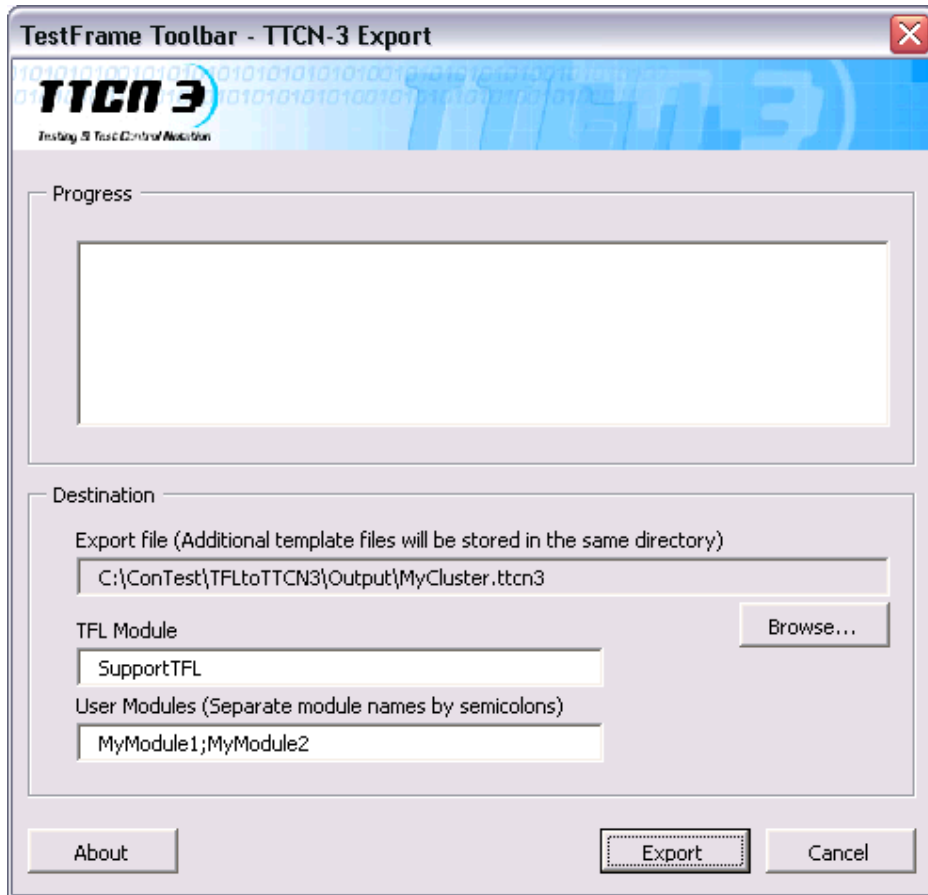 TestFrame Toolbar - TTCN-3 Export
TTCN 3
Testing & Test Control Notation
Progress
Destination
Export file (Additional template files will be stored in the same directory)
C:\ConTest\TFLtoTTCN3\Output\MyCluster.ttcn3
Browse...
TFL Module
SupportTFL
User Modules (Separate module names by semicolons)
MyModule1;MyModule2
About
Export
Cancel